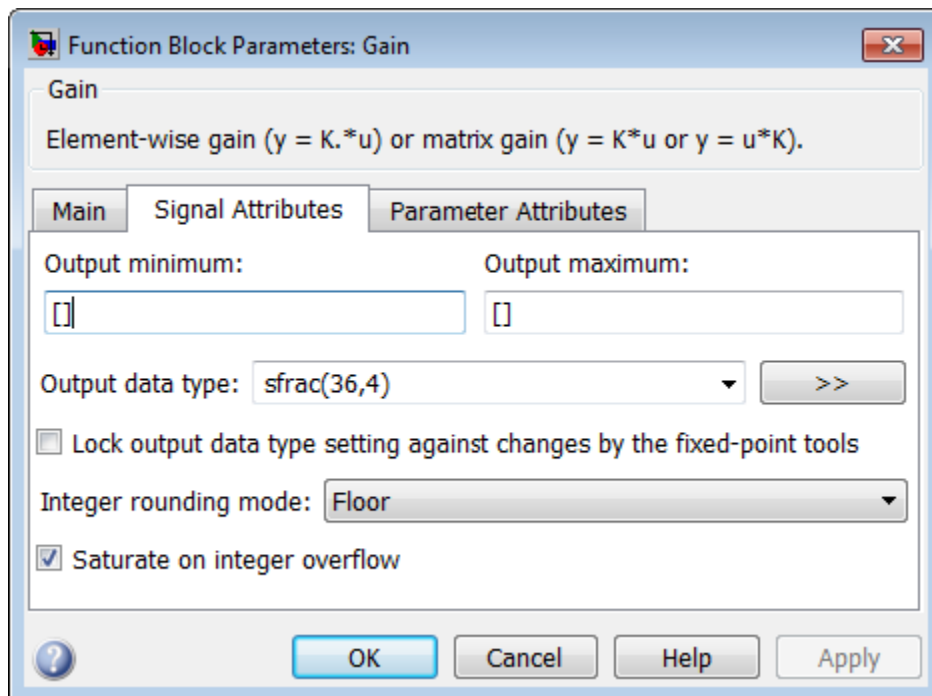 Function Block Parameters: Gain
Gain
Element-wise gain (y = K.*u) or matrix gain (y = K*u or y = u*K).
Main Signal Attributes Parameter Attributes
Output minimum: Output maximum:
[] []
Output data type: sfrac(36,4) >>
Lock output data type setting against changes by the fixed-point tools
Integer rounding mode: Floor
Saturate on integer overflow
? OK Cancel Help Apply